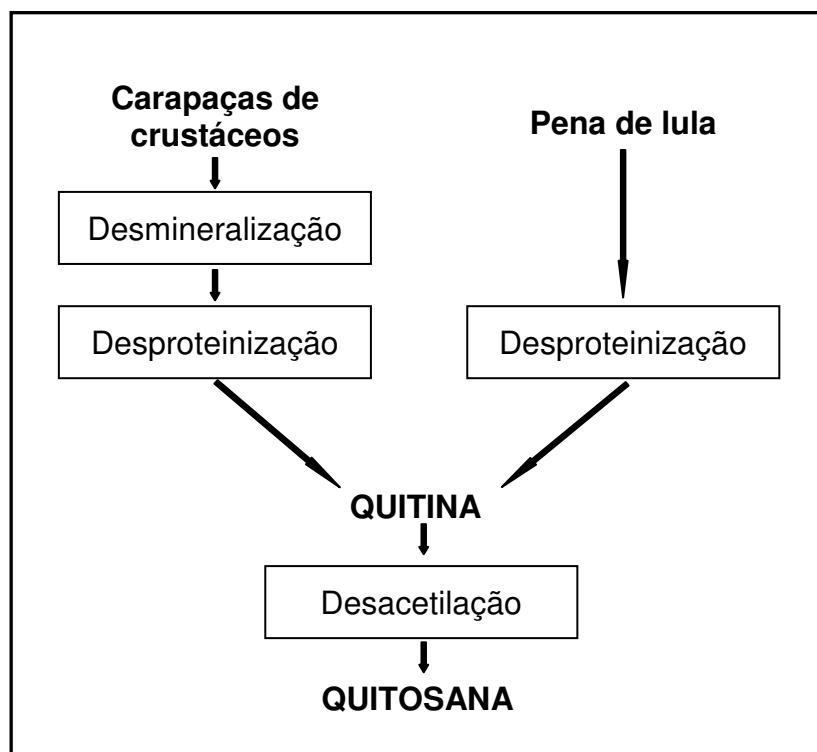 Carapaças de
crustáceos
Pena de lula
Desmineralização
Desproteinização
Desproteinização
QUITINA
Desacetilação
QUITOSANA